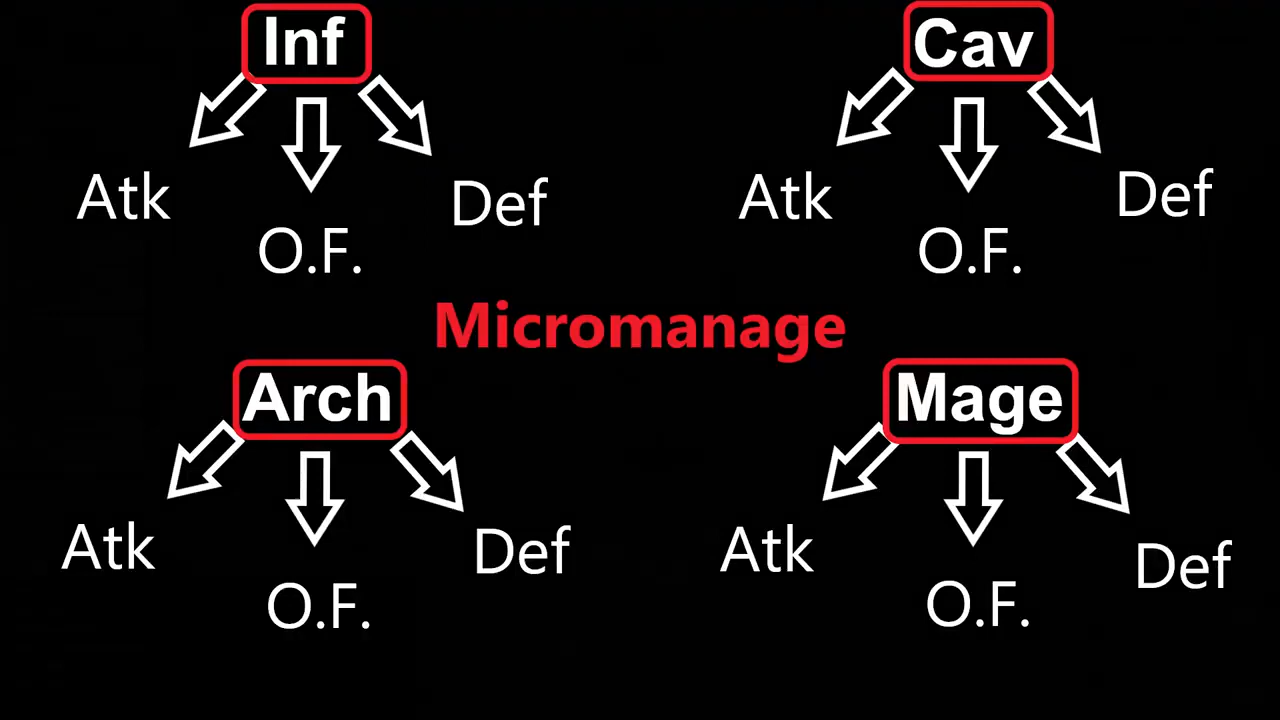 Inf
Atk
O.F.
Def
Cav
Atk
O.F.
Def
Micromanage
Arch
Atk
O.F.
Def
Mage
Atk
O.F.
Def